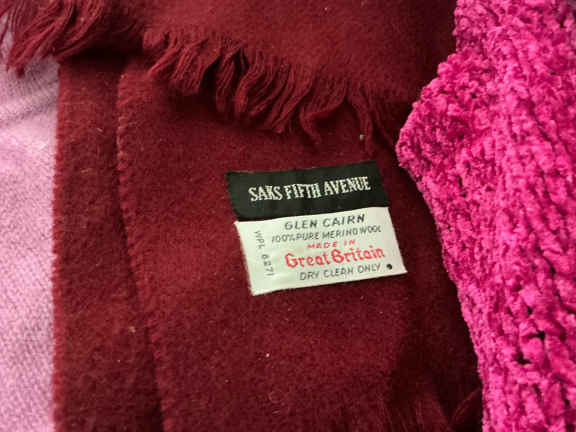 SAKS FIFTH AVENUE
GLEN CAIRN
100% PURE MERINO WOOL
MADE IN
Great Britain
DRY CLEAN ONLY
WPL 6271